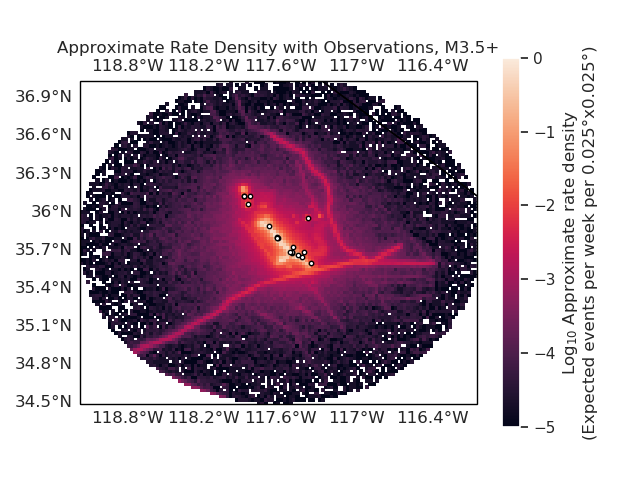 Approximate Rate Density with Observations, M3.5+
118.8°W 118.2°W 117.6°W 117°W 116.4°W
36.9°N
36.6°N
36.3°N
36°N
35.7°N
35.4°N
35.1°N
34.8°N
34.5°N
118.8°W 118.2°W 117.6°W 117°W 116.4°W
0
−1
−2
−3
−4
−5
Log10 Approximate rate density
(Expected events per week per 0.025°x0.025°)